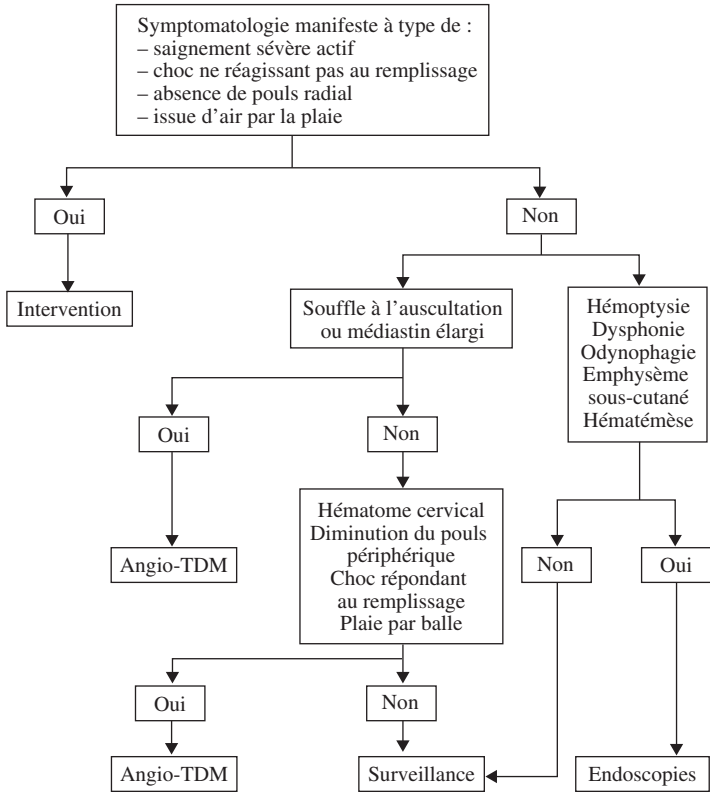 Symptomatologie manifeste à type de :
– saignement sévère actif
– choc ne réagissant pas au remplissage
– absence de pouls radial
– issue d'air par la plaie
Oui
Non
Intervention
Souffle à l’auscultation
ou médiastin élargi
Hémoptysie
Dysphonie
Odynophagie
Emphysème
sous-cutané
Hématémèse
Oui
Non
Angio-TDM
Hématome cervical
Diminution du pouls
périphérique
Choc répondant
au remplissage
Plaie par balle
Non
Oui
Oui
Non
Angio-TDM
Surveillance
Endoscopies